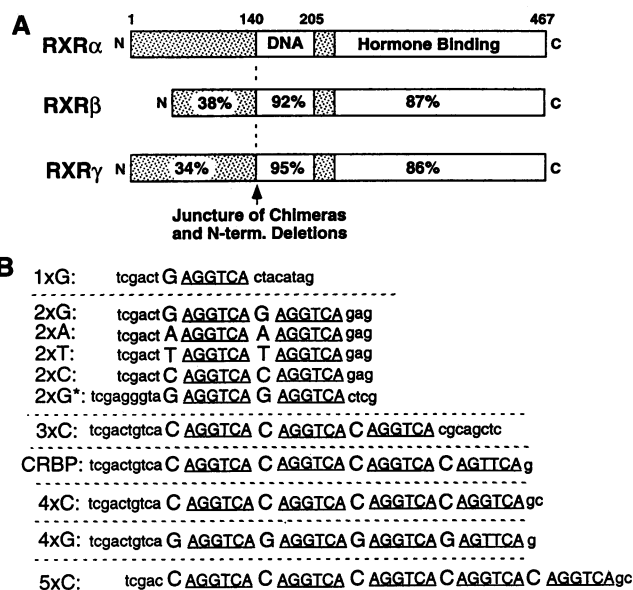 A
1 140 205 467
RXRα N DNA Hormone Binding C
RXRβ N 38% 92% 87% C
RXRγ N 34% 95% 86% C
Juncture of Chimeras
and N-term. Deletions
B
1xG: tcgact G AGGTCA ctacatag
2xG: tcgact G AGGTCA G AGGTCA gag
2xA: tcgact A AGGTCA A AGGTCA gag
2xT: tcgact T AGGTCA T AGGTCA gag
2xC: tcgact C AGGTCA C AGGTCA gag
2xG*: tcgagggta G AGGTCA G AGGTCA ctcg
3xC: tcgactgtca C AGGTCA C AGGTCA C AGGTCA cgcagctc
CRBP: tcgactgtca C AGGTCA C AGGTCA C AGGTCA C AGTTCA g
4xC: tcgactgtca C AGGTCA C AGGTCA C AGGTCA C AGGTCA gc
4xG: tcgactgtca G AGGTCA G AGGTCA G AGGTCA G AGTTCA g
5xC: tcgac C AGGTCA C AGGTCA C AGGTCA C AGGTCA C AGGTCA gc